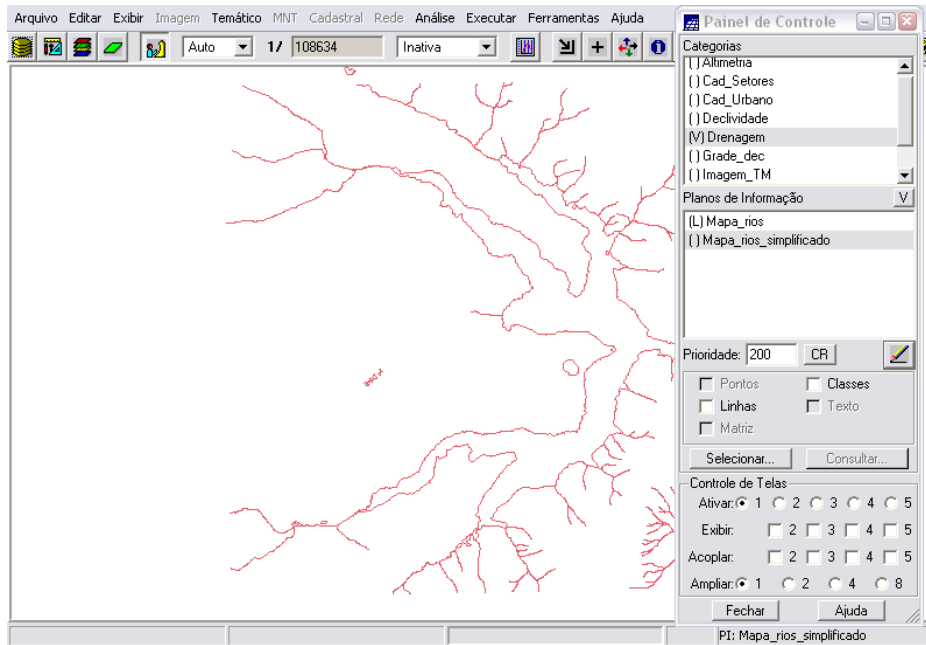 Arquivo Editar Exibir Imagem Temático MNT Cadastral Rede Análise Executar Ferramentas Ajuda
Auto 1/ 108634 Inativa
Painel de Controle
Categorias
( ) Altimetria
( ) Cad_Setores
( ) Cad_Urbano
( ) Declividade
(V) Drenagem
( ) Grade_dec
( ) Imagem_TM
Planos de Informação V
(L) Mapa_rios
( ) Mapa_rios_simplificado
Prioridade: 200 CR
Pontos Classes
Linhas Texto
Matriz
Selecionar... Consultar...
Controle de Telas
Ativar: 1 2 3 4 5
Exibir: 2 3 4 5
Acoplar: 2 3 4 5
Ampliar: 1 2 4 8
Fechar Ajuda
PI: Mapa_rios_simplificado